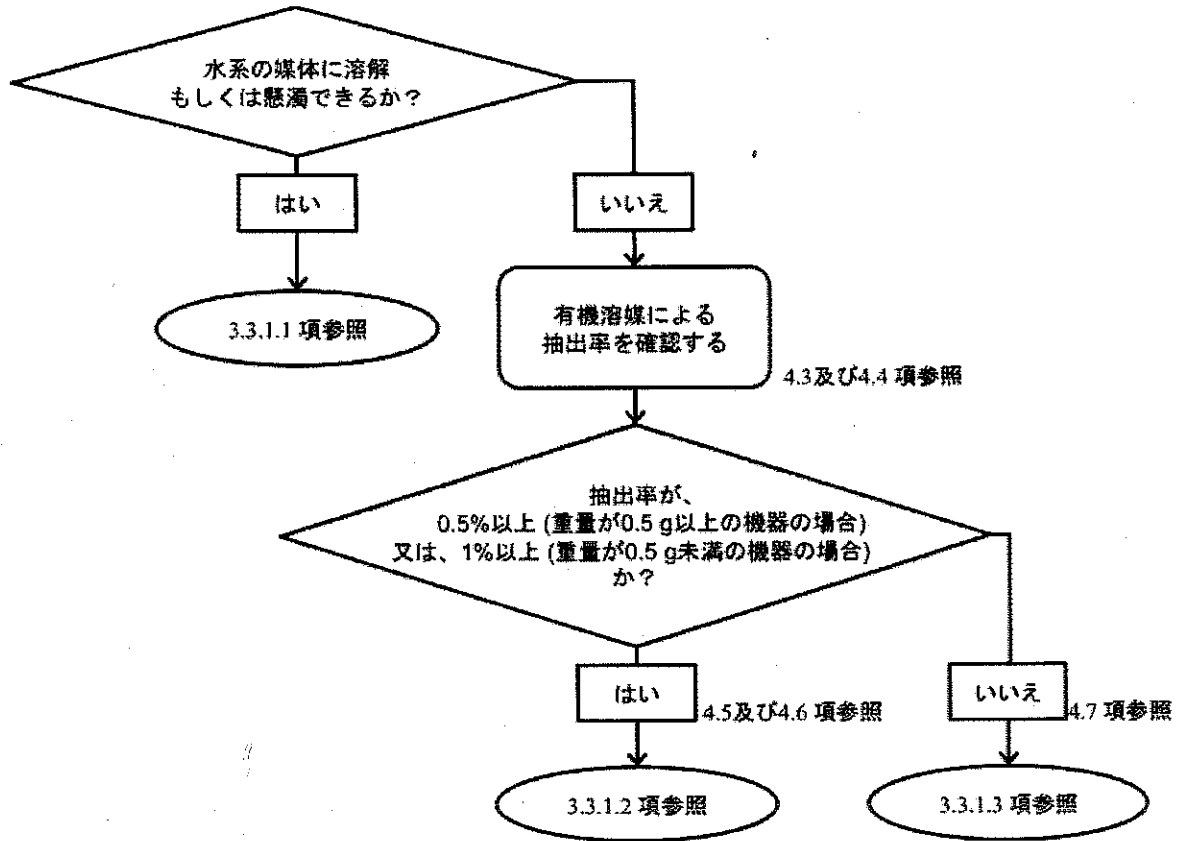 水系の媒体に溶解
もしくは懸濁できるか？
はい
いいえ
3.3.1.1 項参照
有機溶媒による
抽出率を確認する
4.3及び4.4 項参照
抽出率が、
0.5%以上 (重量が0.5 g以上の機器の場合)
又は、1%以上 (重量が0.5 g未満の機器の場合)
か？
はい
4.5及び4.6 項参照
いいえ
4.7 項参照
3.3.1.2 項参照
3.3.1.3 項参照